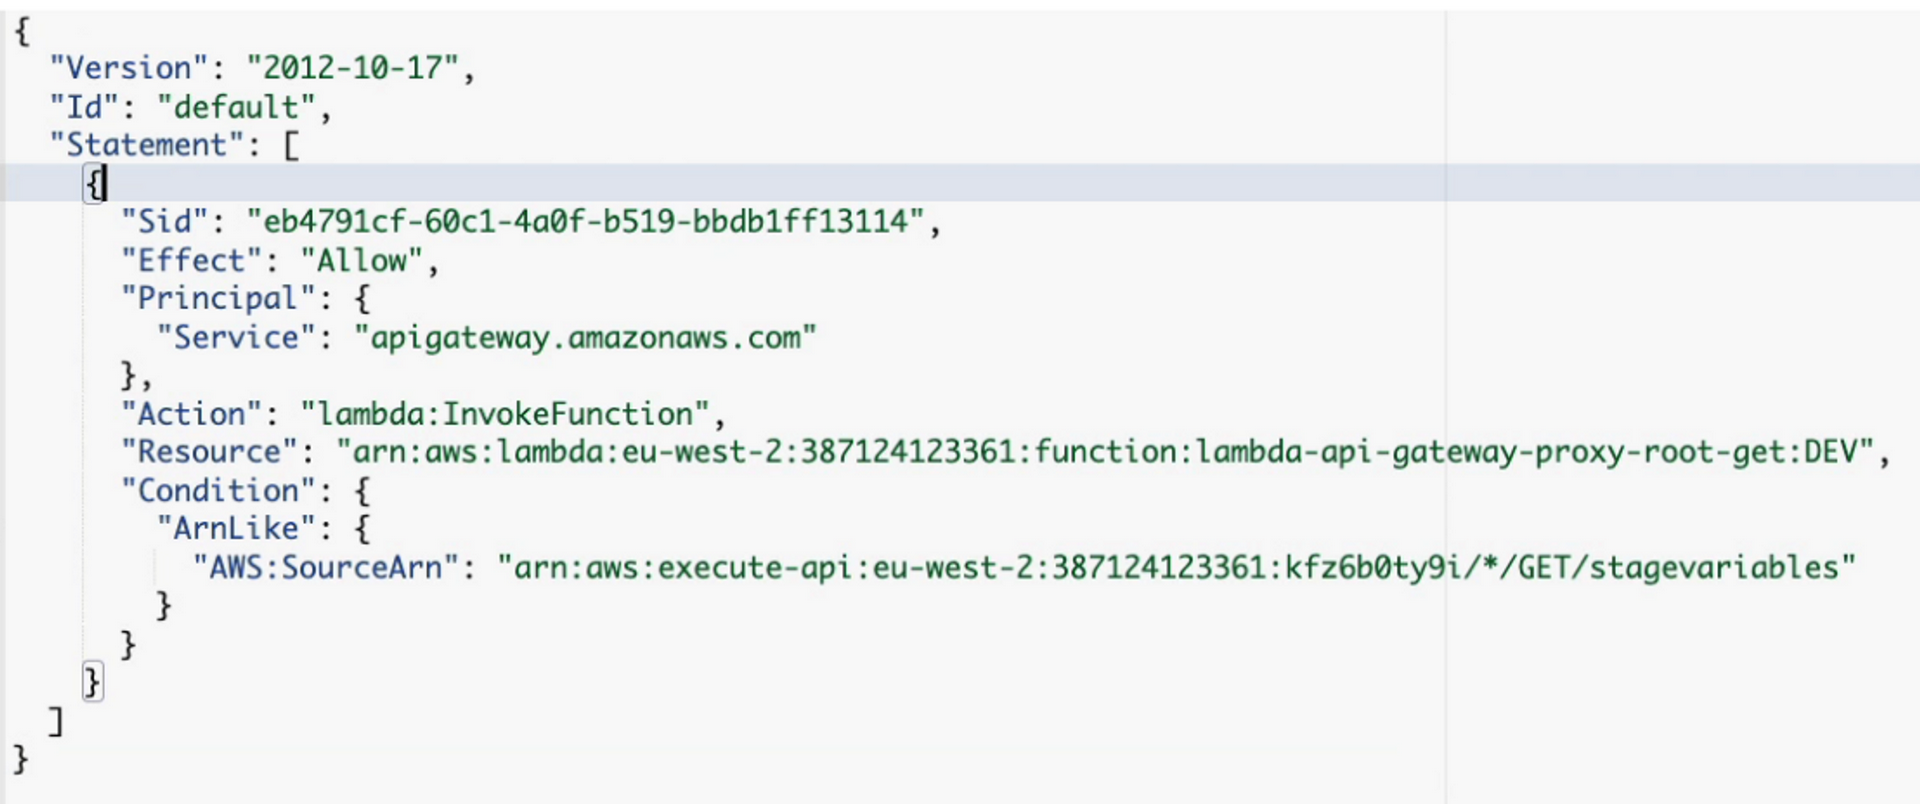 {
  "Version": "2012-10-17",
  "Id": "default",
  "Statement": [
    {
      "Sid": "eb4791cf-60c1-4a0f-b519-bbdb1ff13114",
      "Effect": "Allow",
      "Principal": {
        "Service": "apigateway.amazonaws.com"
      },
      "Action": "lambda:InvokeFunction",
      "Resource": "arn:aws:lambda:eu-west-2:387124123361:function:lambda-api-gateway-proxy-root-get:DEV",
      "Condition": {
        "ArnLike": {
          "AWS:SourceArn": "arn:aws:execute-api:eu-west-2:387124123361:kfz6b0ty9i/*/GET/stagevariables"
        }
      }
    }
  ]
}